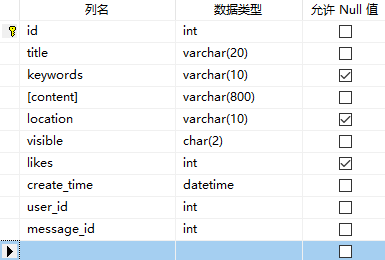 列名 数据类型 允许 Null 值
id int
title varchar(20)
keywords varchar(10)
[content] varchar(800)
location varchar(10)
visible char(2)
likes int
create_time datetime
user_id int
message_id int